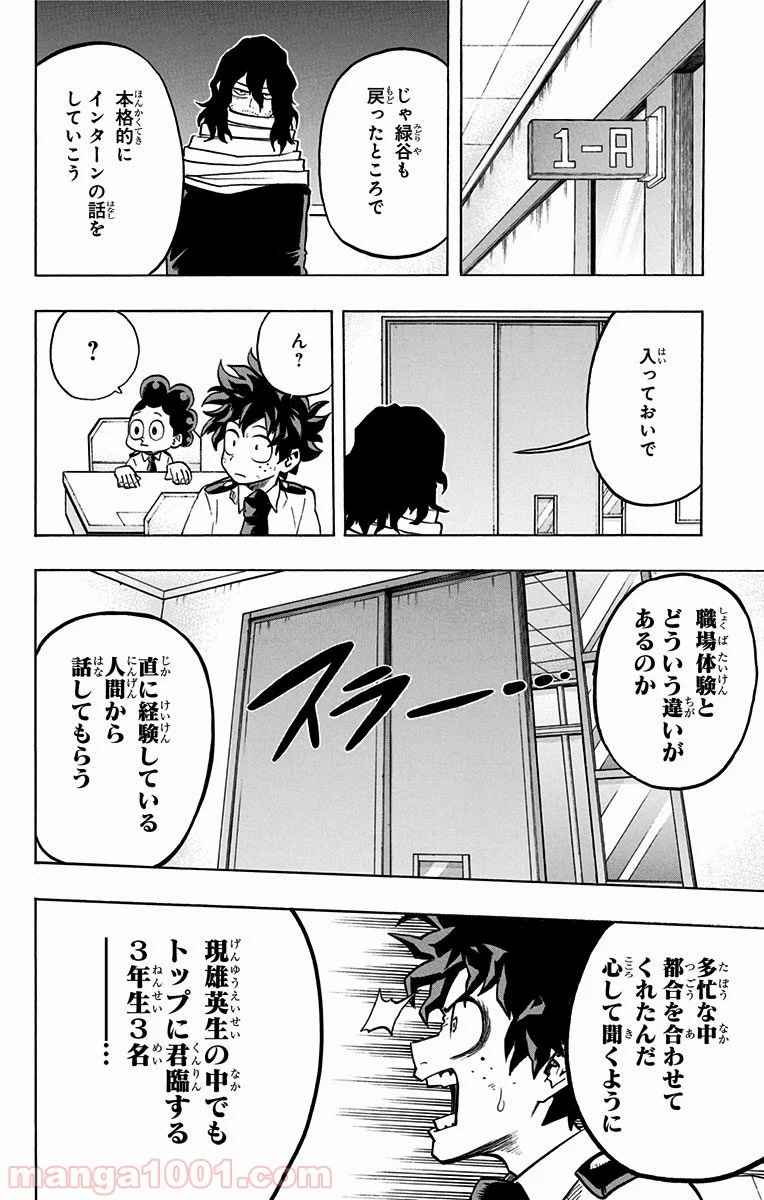 1-A
じゃ緑谷も
戻ったところで
本格的に
インターンの話を
していこう
入っておいで
ん?
?
職場体験と
どういう違いが
あるのか
スラー…
直に経験している
人間から
話してもらう
多忙な中
都合を合わせて
くれたんだ
心して聞くように
現雄英生の中でも
トップに君臨する
3年生3名
――…
manga1001.com